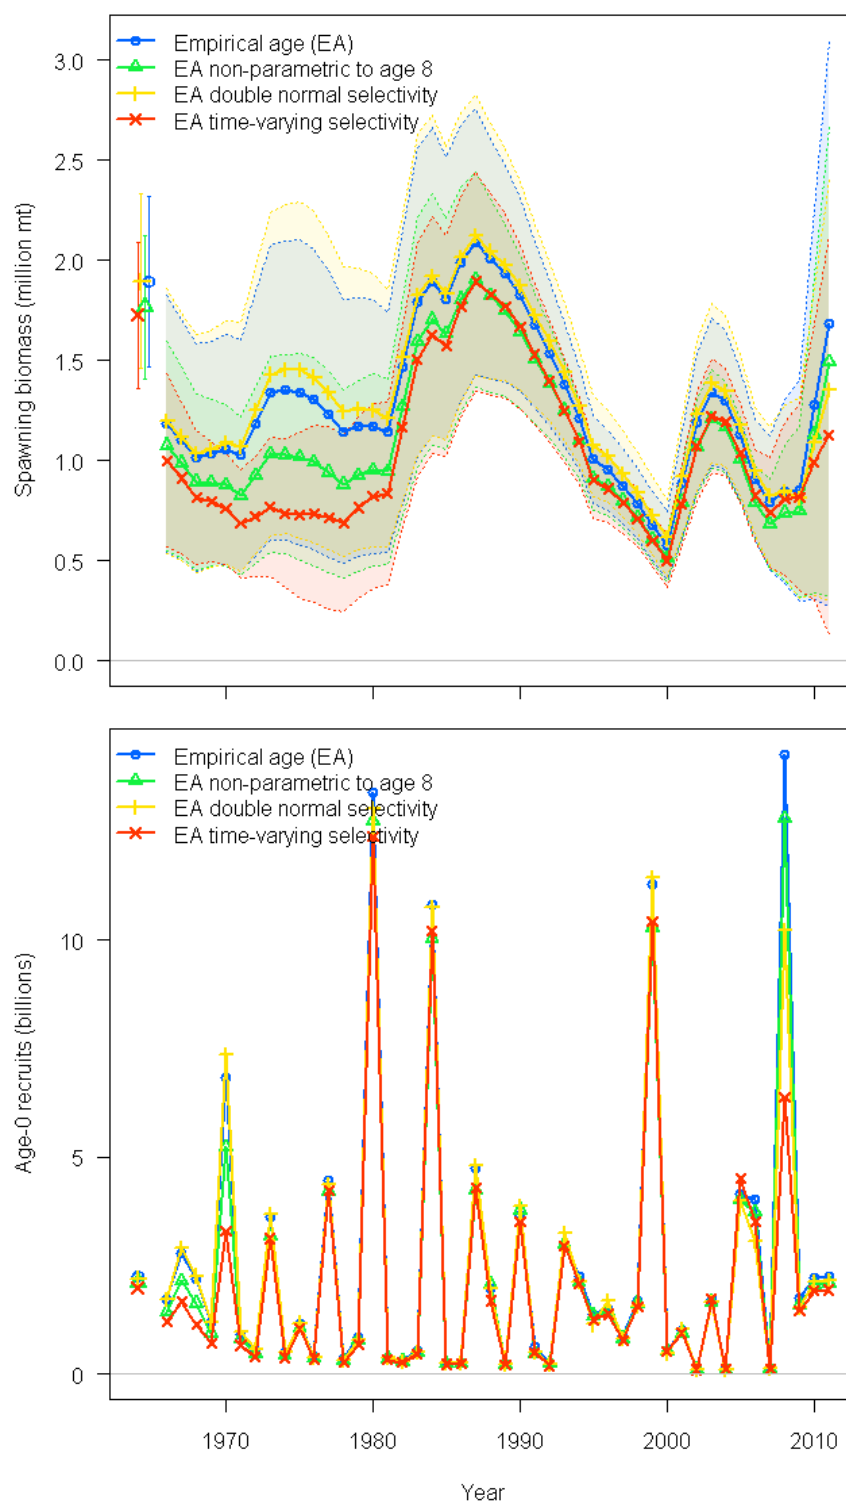 Empirical age (EA)
EA non-parametric to age 8
EA double normal selectivity
EA time-varying selectivity
Spawning biomass (million mt)
3.0
2.5
2.0
1.5
1.0
0.5
0.0
Empirical age (EA)
EA non-parametric to age 8
EA double normal selectivity
EA time-varying selectivity
Age-0 recruits (billions)
10
5
0
1970 1980 1990 2000 2010
Year